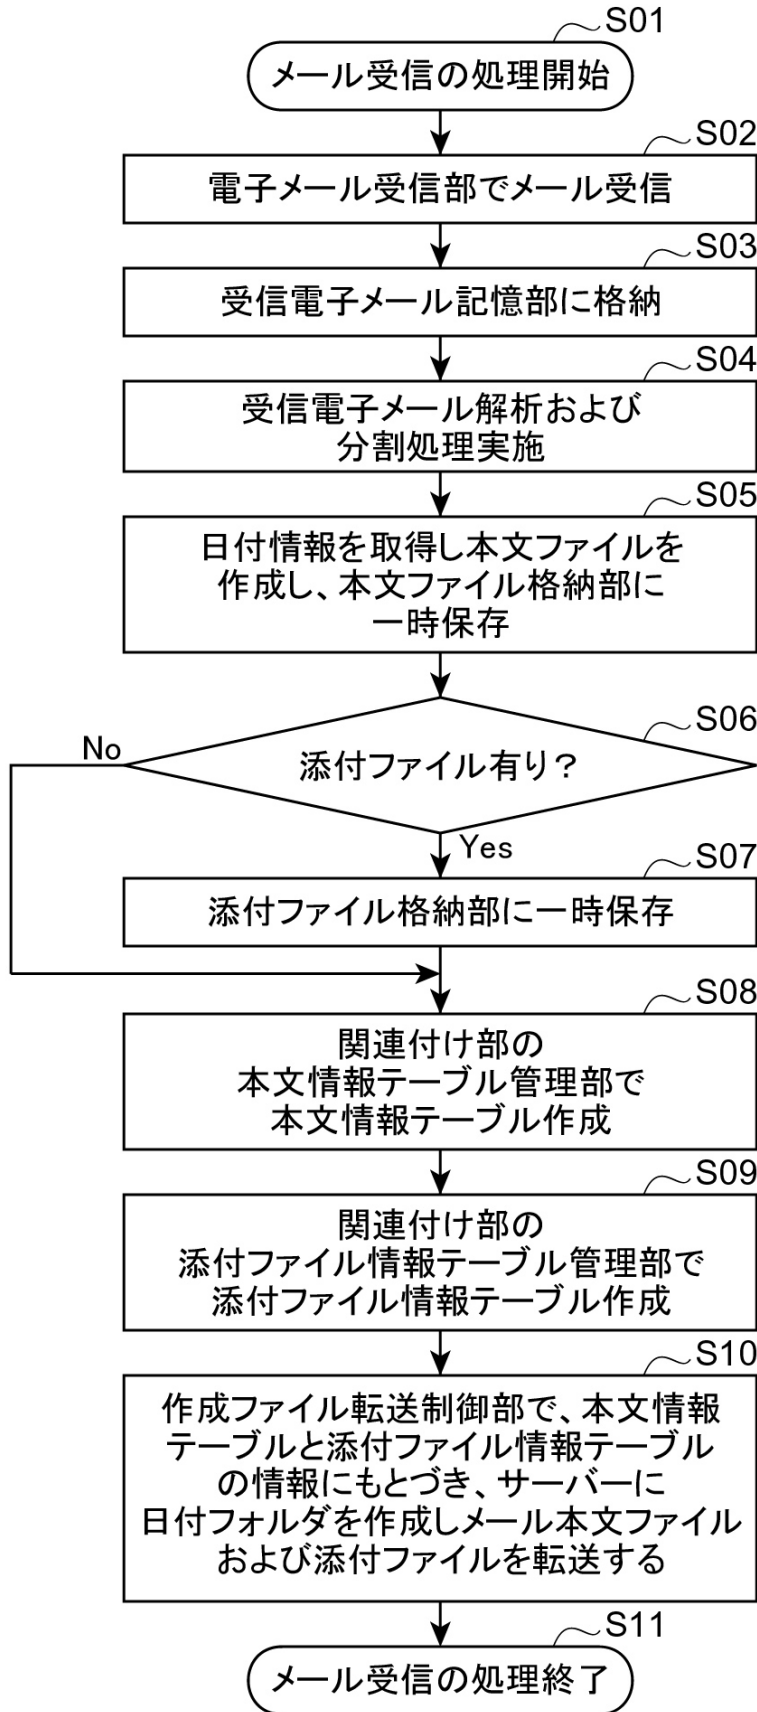 S01
メール受信の処理開始
S02
電子メール受信部でメール受信
S03
受信電子メール記憶部に格納
S04
受信電子メール解析および
分割処理実施
S05
日付情報を取得し本文ファイルを
作成し、本文ファイル格納部に
一時保存
S06
No
添付ファイル有り？
Yes
S07
添付ファイル格納部に一時保存
S08
関連付け部の
本文情報テーブル管理部で
本文情報テーブル作成
S09
関連付け部の
添付ファイル情報テーブル管理部で
添付ファイル情報テーブル作成
S10
作成ファイル転送制御部で、本文情報
テーブルと添付ファイル情報テーブル
の情報にもとづき、サーバーに
日付フォルダを作成しメール本文ファイル
および添付ファイルを転送する
S11
メール受信の処理終了